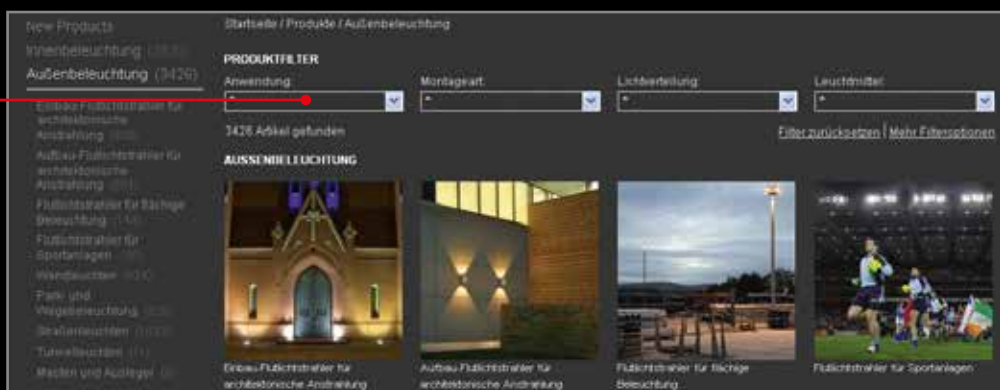 New Products
Innenbeleuchtung
Außenbeleuchtung (3426)
Einbau-Flutlichtstrahler für
architektonische
Anstrahlung
Aufbau-Flutlichtstrahler für
architektonische
Anstrahlung
Flutlichtstrahler für flächige
Beleuchtung
Flutlichtstrahler für
Sportanlagen
Wandleuchten
Park- und
Wegebeleuchtung
Straßenleuchten
Tunnelleuchten
Masten und Ausleger
Startseite / Produkte / Außenbeleuchtung
PRODUKTFILTER
Anwendung: Montageart: Lichtverteilung: Leuchtmittel:
* * * *
3426 Artikel gefunden Filter zurücksetzen | Mehr Filteroptionen
AUSSENBELEUCHTUNG
Einbau-Flutlichtstrahler für
architektonische Anstrahlung
Aufbau-Flutlichtstrahler für
architektonische Anstrahlung
Flutlichtstrahler für flächige
Beleuchtung
Flutlichtstrahler für Sportanlagen